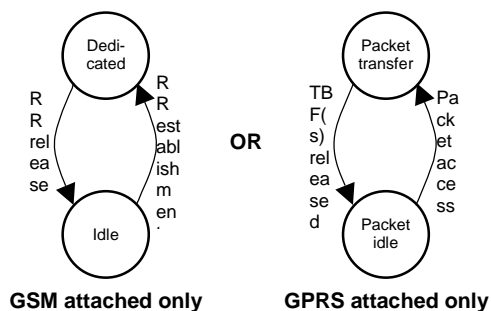 Dedi-
cated
R
R
rel
ea
se
R
R
est
abl
ish
m
en
Idle
GSM attached only
OR
Packet
transfer
TB
F(
s)
rel
ea
se
d
Pa
ck
et
ac
ce
ss
Packet
idle
GPRS attached only